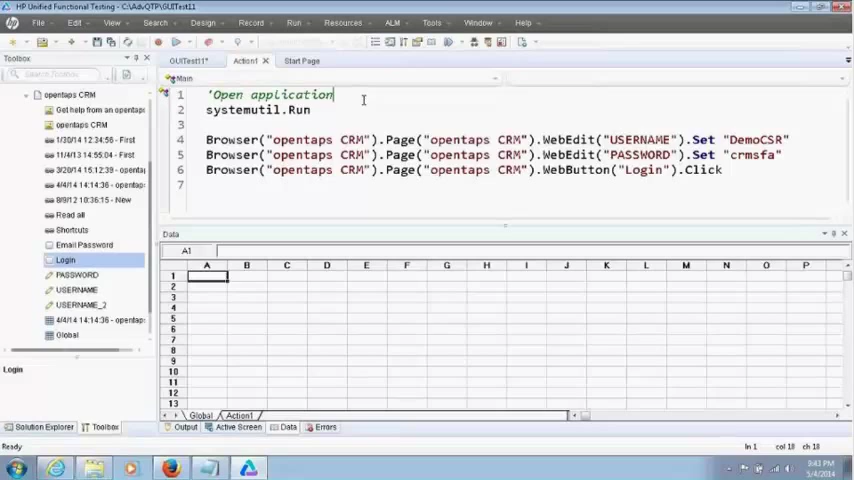 HP Unified Functional Testing - C:\AdvQTP\GUITest11
File Edit View Search Design Record Run Resources ALM Tools Window Help
Toolbox
GUITest11* Action1 Start Page
Search Toolbox
Main
opentaps CRM
Get help from an opentaps
opentaps CRM
1/30/14 12:34:56 - First
11/4/13 14:55:04 - First
3/28/14 15:12:39 - opentap
4/4/14 14:14:36 - opentaps
8/9/12 10:36:15 - New
Read all
Shortcuts
Email Password
Login
PASSWORD
USERNAME
USERNAME_2
4/4/14 14:14:36 - opentap
Global
1 'Open application
2 systemutil.Run
3
4 Browser("opentaps CRM").Page("opentaps CRM").WebEdit("USERNAME").Set "DemoCSR"
5 Browser("opentaps CRM").Page("opentaps CRM").WebEdit("PASSWORD").Set "crmsfa"
6 Browser("opentaps CRM").Page("opentaps CRM").WebButton("Login").Click
7
Data
A1
A B C D E F G H I J K L M N O P
1
2
3
4
5
6
7
8
9
10
11
12
13
Login
Global Action1
Solution Explorer Toolbox
Output Active Screen Data Errors
Ready
ln 1 col 18 ch 18
9:43 PM
5/4/2014